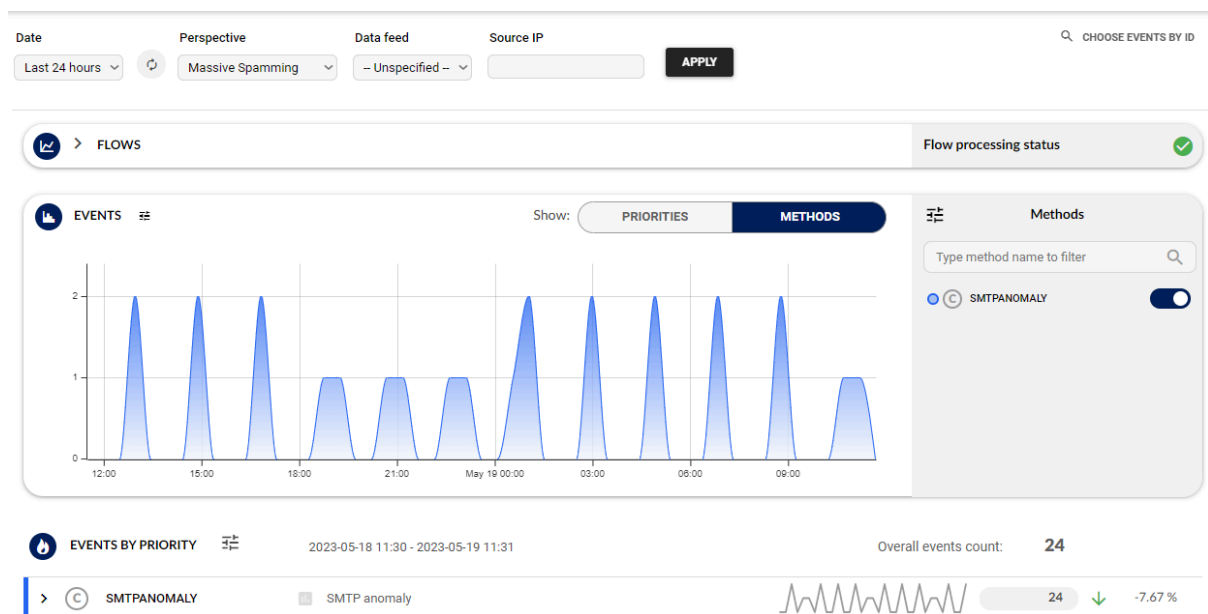 Date Perspective Data feed Source IP CHOOSE EVENTS BY ID
Last 24 hours Massive Spamming -- Unspecified -- APPLY
FLOWS Flow processing status
EVENTS Show: PRIORITIES METHODS Methods
Type method name to filter
C SMTPANOMALY
2
1
0
12:00 15:00 18:00 21:00 May 19 00:00 03:00 06:00 09:00
EVENTS BY PRIORITY 2023-05-18 11:30 - 2023-05-19 11:31 Overall events count: 24
C SMTPANOMALY SMTP anomaly 24 -7.67 %